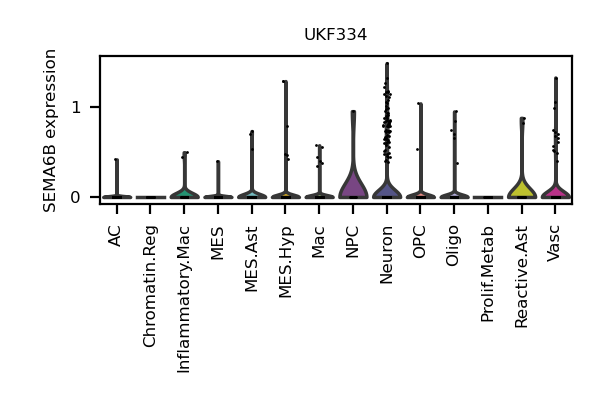 UKF334
SEMA6B expression
1
0
AC
Chromatin.Reg
Inflammatory.Mac
MES
MES.Ast
MES.Hyp
Mac
NPC
Neuron
OPC
Oligo
Prolif.Metab
Reactive.Ast
Vasc